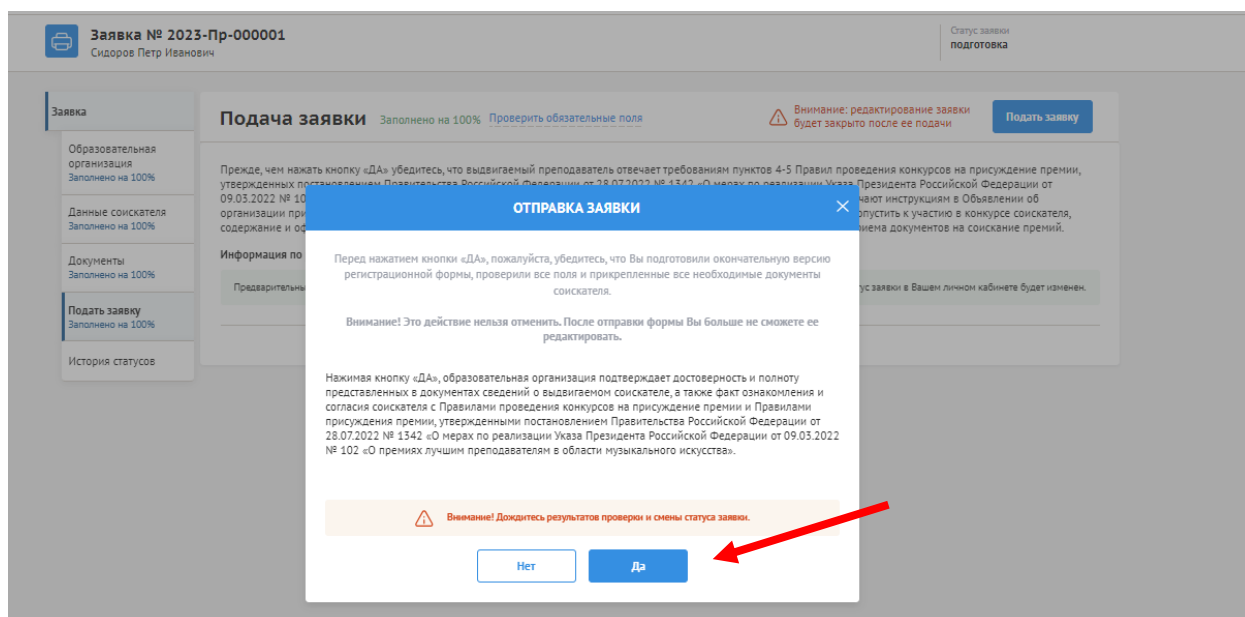 Заявка № 2023-Пр-000001
Сидоров Петр Иванович
Статус заявки
подготовка
Заявка
Образовательная
организация
Заполнено на 100%
Данные соискателя
Заполнено на 100%
Документы
Заполнено на 100%
Подать заявку
Заполнено на 100%
История статусов
Подача заявки Заполнено на 100% Проверить обязательные поля
Внимание: редактирование заявки
будет закрыто после ее подачи
Подать заявку
Прежде, чем нажать кнопку «ДА» убедитесь, что выдвигаемый преподаватель отвечает требованиям пунктов 4-5 Правил проведения конкурсов на присуждение премии,
утвержденных постановлением Правительства Российской Федерации от 28.07.2022 № 1342 «О мерах по реализации Указа Президента Российской Федерации от
09.03.2022 № 10 чают инструкциям в Объявлении об
организации при опустить к участию в конкурсе соискателя,
содержание и оф иема документов на соискание премий.
Информация по
Предварительны ус заявки в Вашем личном кабинете будет изменен.
ОТПРАВКА ЗАЯВКИ
Перед нажатием кнопки «ДА», пожалуйста, убедитесь, что Вы подготовили окончательную версию
регистрационной формы, проверили все поля и прикрепленные все необходимые документы
соискателя.
Внимание! Это действие нельзя отменить. После отправки формы Вы больше не сможете ее
редактировать.
Нажимая кнопку «ДА», образовательная организация подтверждает достоверность и полноту
представленных в документах сведений о выдвигаемом соискателе, а также факт ознакомления и
согласия соискателя с Правилами проведения конкурсов на присуждение премии и Правилами
присуждения премии, утвержденными постановлением Правительства Российской Федерации от
28.07.2022 № 1342 «О мерах по реализации Указа Президента Российской Федерации от 09.03.2022
№ 102 «О премиях лучшим преподавателям в области музыкального искусства».
Внимание! Дождитесь результатов проверки и смены статуса заявки.
Нет
Да